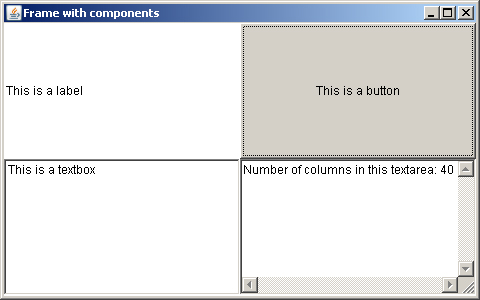 Frame with components
This is a label
This is a button
This is a textbox
Number of columns in this textarea: 40